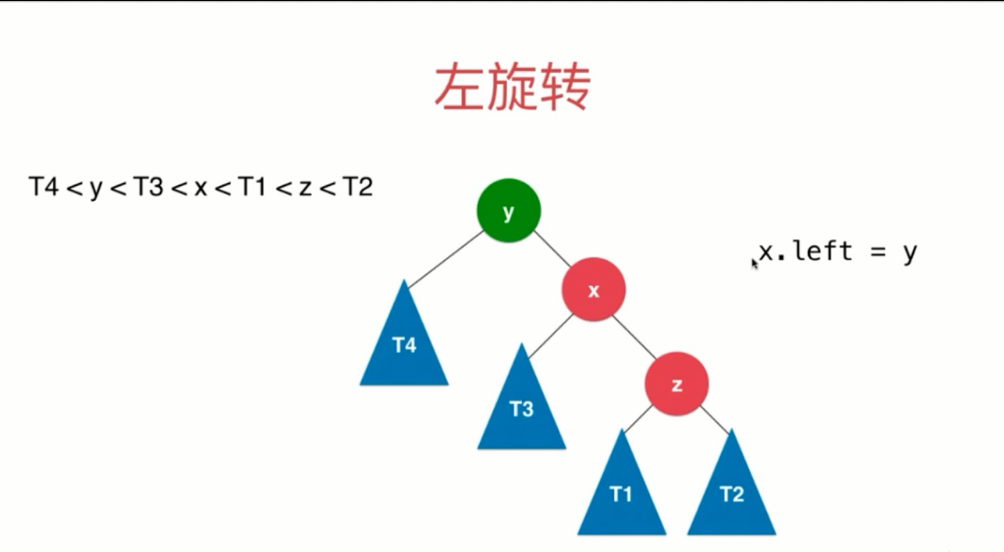 左旋转
T4 < y < T3 < x < T1 < z < T2
y
x.left = y
x
T4
z
T3
T1
T2